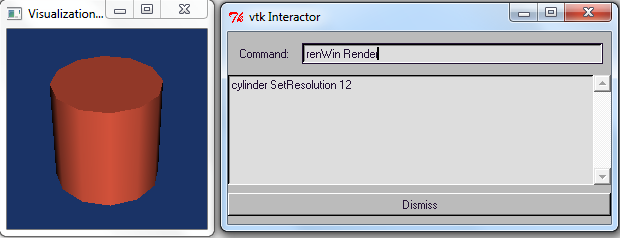 Visualization...
vtk Interactor
Command:
renWin Render
cylinder SetResolution 12
Dismiss